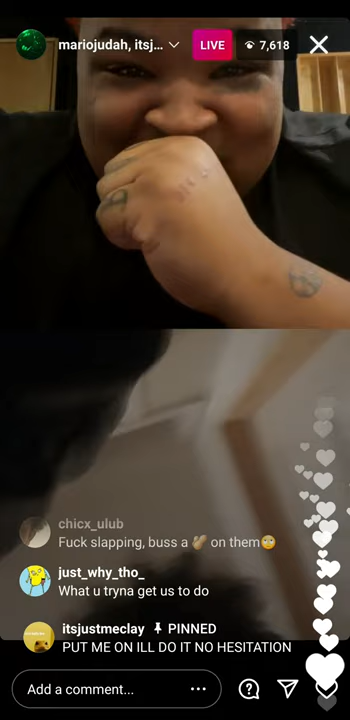 mariojudah, itsj...
LIVE
7,618
chicx_ulub
Fuck slapping, buss a ✌🏽 on them🙄
just_why_tho_
What u tryna get us to do
itsjustmeclay 📌 PINNED
PUT ME ON ILL DO IT NO HESITATION
Add a comment...